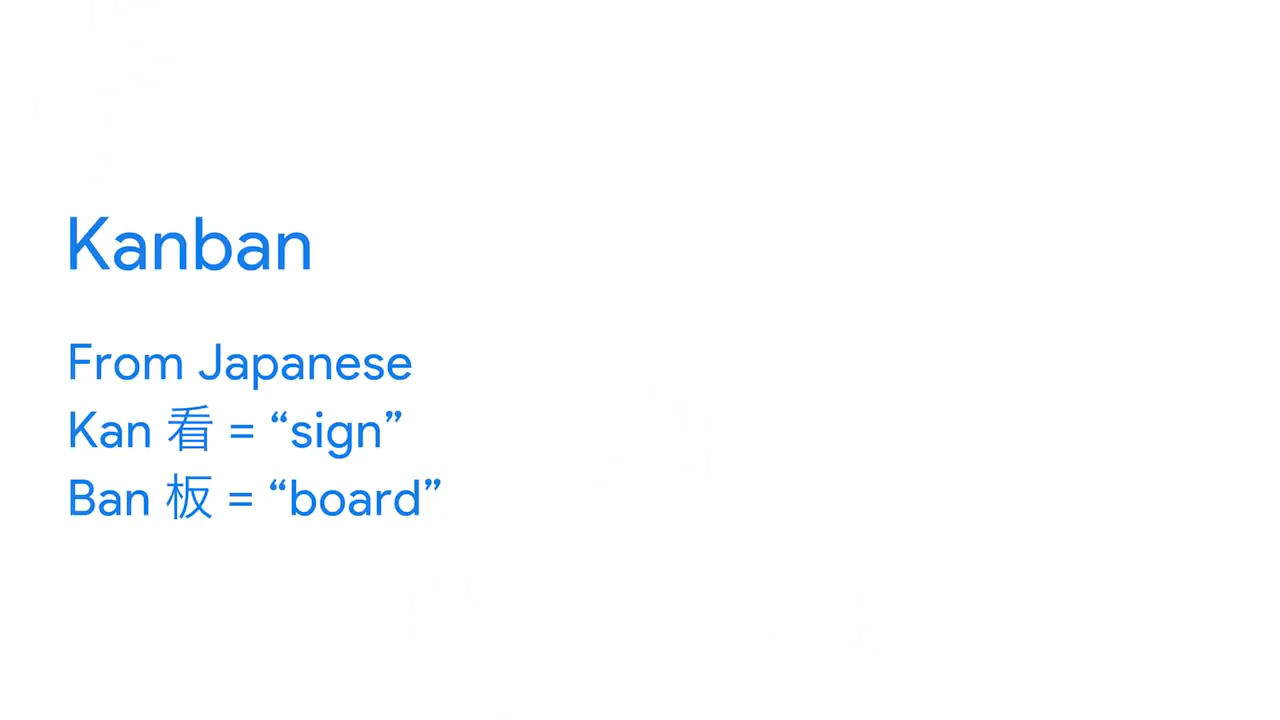 Kanban
From Japanese
Kan 看 = “sign”
Ban 板 = “board”